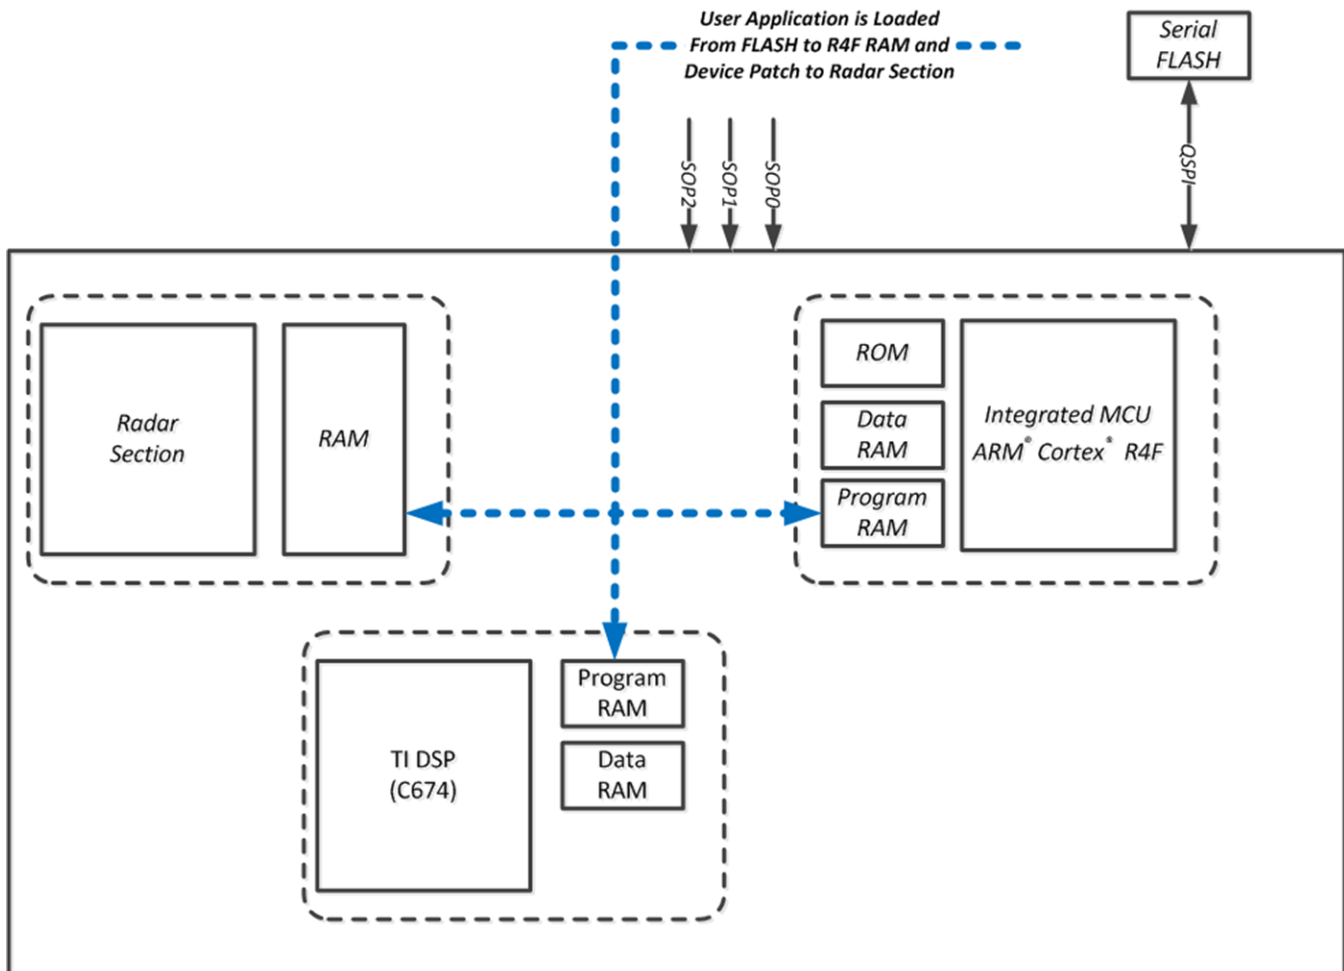 User Application is Loaded
From FLASH to R4F RAM and
Device Patch to Radar Section
Serial
FLASH
SOP2
SOP1
SOP0
QSPI
Radar
Section
RAM
ROM
Data
RAM
Program
RAM
Integrated MCU
ARM® Cortex® R4F
TI DSP
(C674)
Program
RAM
Data
RAM